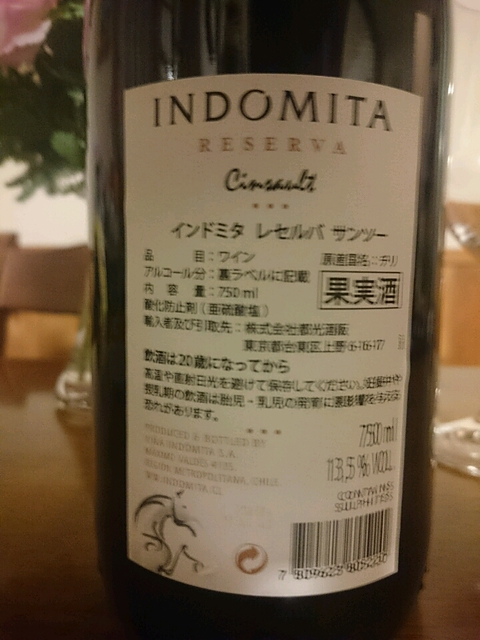 INDOMITA
RESERVA
Cinsault
インドミタ レセルバ サンソー
品 目：ワイン 原産国名：チリ
アルコール分：裏ラベルに記載
内 容 量：750ml 果実酒
酸化防止剤（亜硫酸塩）
輸入者及び引取先：株式会社都光酒販
東京都台東区上野
飲酒は20歳になってから
高温や直射日光を避けて保存してください。妊娠中や
授乳期の飲酒は胎児・乳児の発育に悪影響を与える
恐れがあります。
PRODUCED & BOTTLED BY
VIÑA INDOMITA S.A.
REGION METROPOLITANA, CHILE
WWW.INDOMITA.CL
750 ml
13,5 % VOL.